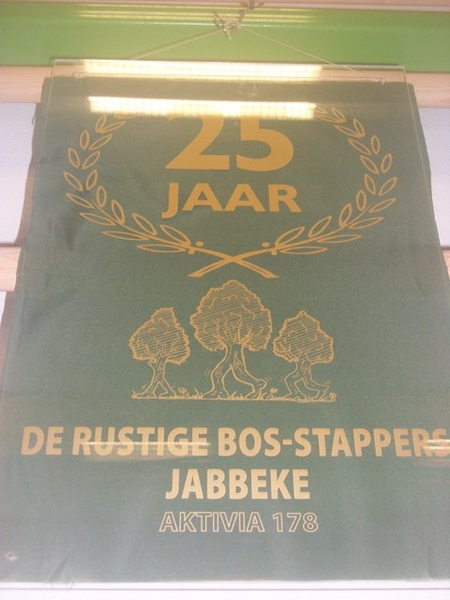 25
JAAR
DE RUSTIGE BOS-STAPPERS
JABBEKE
AKTIVIA 178